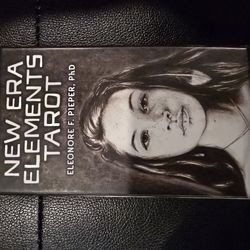 NEW ERA
ELEMENTS
TAROT
ELEONORE F. PIEPER, PhD